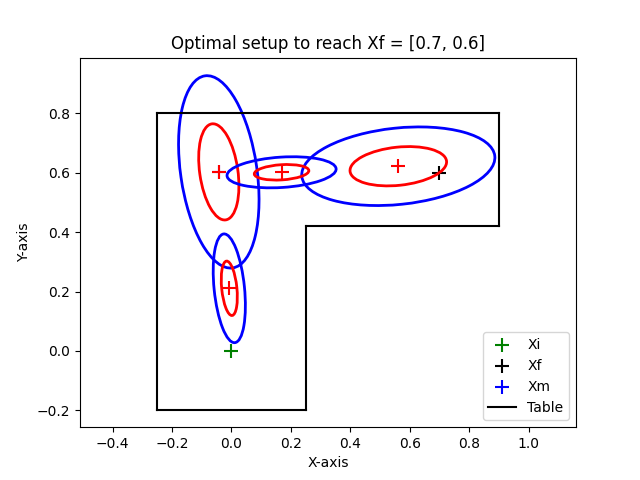 Optimal setup to reach Xf = [0.7, 0.6]
Y-axis
0.8
0.6
0.4
0.2
0.0
−0.2
−0.4 −0.2 0.0 0.2 0.4 0.6 0.8 1.0
X-axis
Xi
Xf
Xm
Table